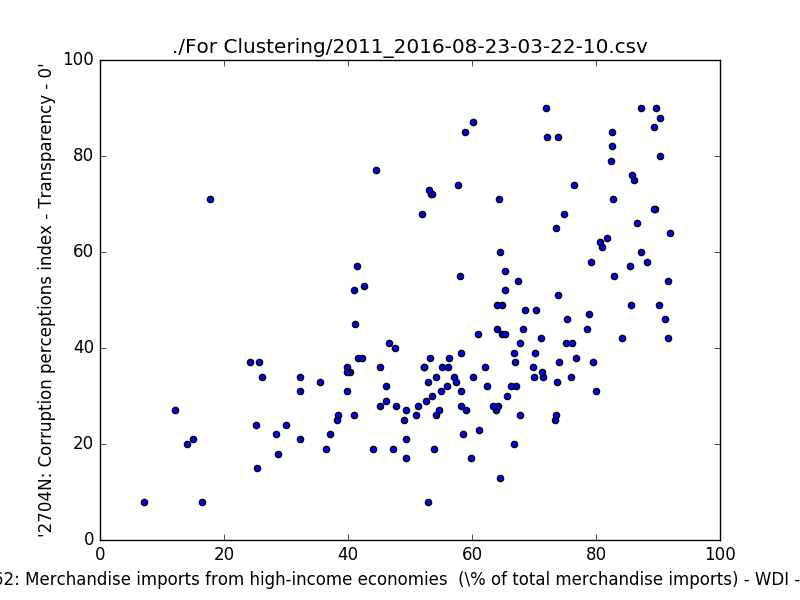 ./For Clustering/2011_2016-08-23-03-22-10.csv
100
80
60
40
20
0
'2704N: Corruption perceptions index - Transparency - 0'
0 20 40 60 80 100
62: Merchandise imports from high-income economies (\% of total merchandise imports) - WDI -